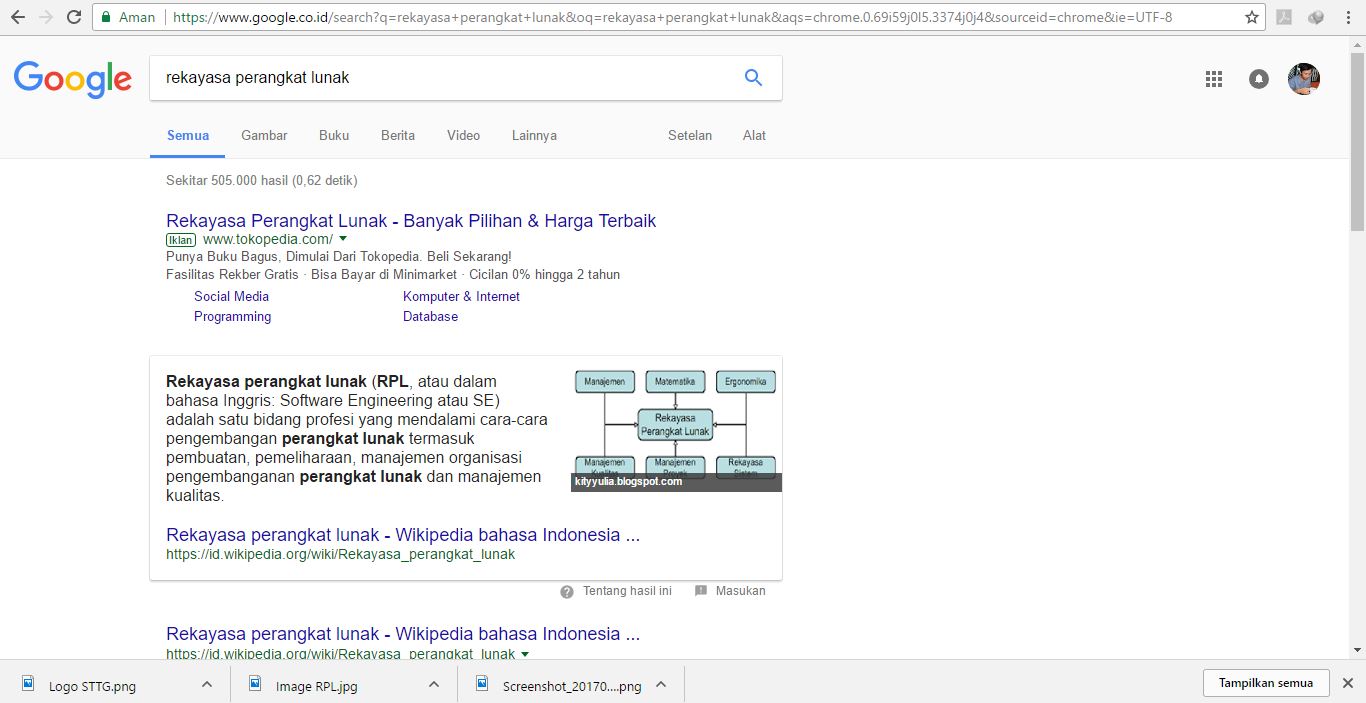 Aman
https://www.google.co.id/search?q=rekayasa+perangkat+lunak&oq=rekayasa+perangkat+lunak&aqs=chrome.0.69i59j0l5.3374j0j4&sourceid=chrome&ie=UTF-8
Google
rekayasa perangkat lunak
Semua Gambar Buku Berita Video Lainnya Setelan Alat
Sekitar 505.000 hasil (0,62 detik)
Rekayasa Perangkat Lunak - Banyak Pilihan & Harga Terbaik
Iklan www.tokopedia.com/
Punya Buku Bagus, Dimulai Dari Tokopedia. Beli Sekarang!
Fasilitas Rekber Gratis · Bisa Bayar di Minimarket · Cicilan 0% hingga 2 tahun
Social Media Komputer & Internet
Programming Database
Rekayasa perangkat lunak (RPL, atau dalam
bahasa Inggris: Software Engineering atau SE)
adalah satu bidang profesi yang mendalami cara-cara
pengembangan perangkat lunak termasuk
pembuatan, pemeliharaan, manajemen organisasi
pengembanganan perangkat lunak dan manajemen
kualitas.
Manajemen Matematika Ergonomika
Rekayasa
Perangkat Lunak
Manajemen Manajemen Rekayasa
Kualitas Proyek Sistem
kityyulia.blogspot.com
Rekayasa perangkat lunak - Wikipedia bahasa Indonesia ...
https://id.wikipedia.org/wiki/Rekayasa_perangkat_lunak
Tentang hasil ini Masukan
Rekayasa perangkat lunak - Wikipedia bahasa Indonesia ...
https://id.wikipedia.org/wiki/Rekayasa_perangkat_lunak
Logo STTG.png Image RPL.jpg Screenshot_20170....png Tampilkan semua